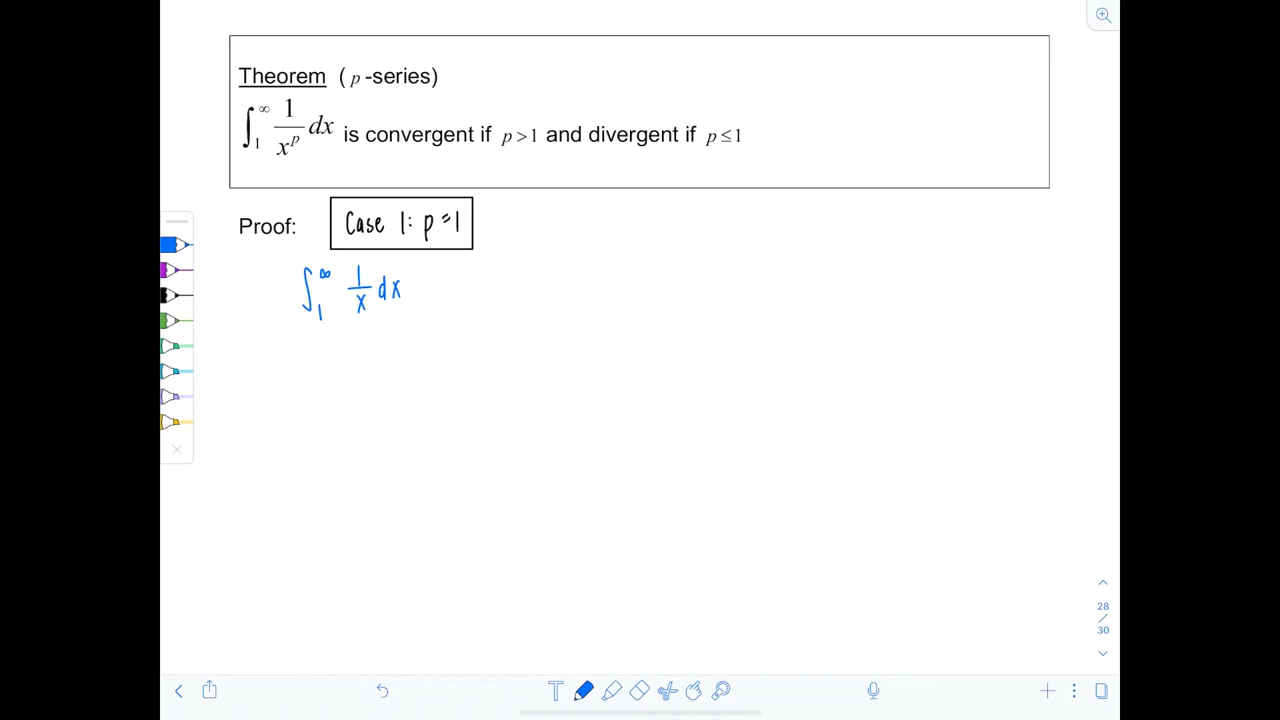 Theorem ( p -series)
∫₁^∞ 1/x^p dx is convergent if p > 1 and divergent if p ≤ 1
Proof: Case 1: p = 1
∫₁^∞ 1/x dx
28
/
30
T